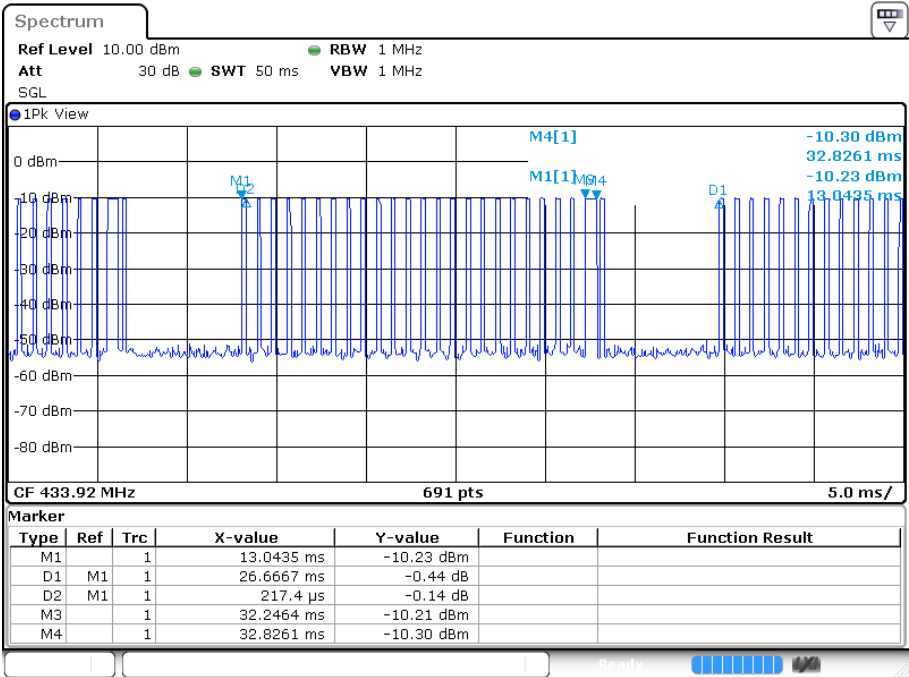 Spectrum
Ref Level 10.00 dBm RBW 1 MHz
Att 30 dB SWT 50 ms VBW 1 MHz
SGL
1Pk View
M4[1] -10.30 dBm
32.8261 ms
M1[1] -10.23 dBm
13.0435 ms
0 dBm
-10 dBm
-20 dBm
-30 dBm
-40 dBm
-50 dBm
-60 dBm
-70 dBm
-80 dBm
M1
D2
M3
M4
D1
CF 433.92 MHz 691 pts 5.0 ms/
Marker
Type Ref Trc X-value Y-value Function Function Result
M1 1 13.0435 ms -10.23 dBm
D1 M1 1 26.6667 ms -0.44 dB
D2 M1 1 217.4 µs -0.14 dB
M3 1 32.2464 ms -10.21 dBm
M4 1 32.8261 ms -10.30 dBm
Ready